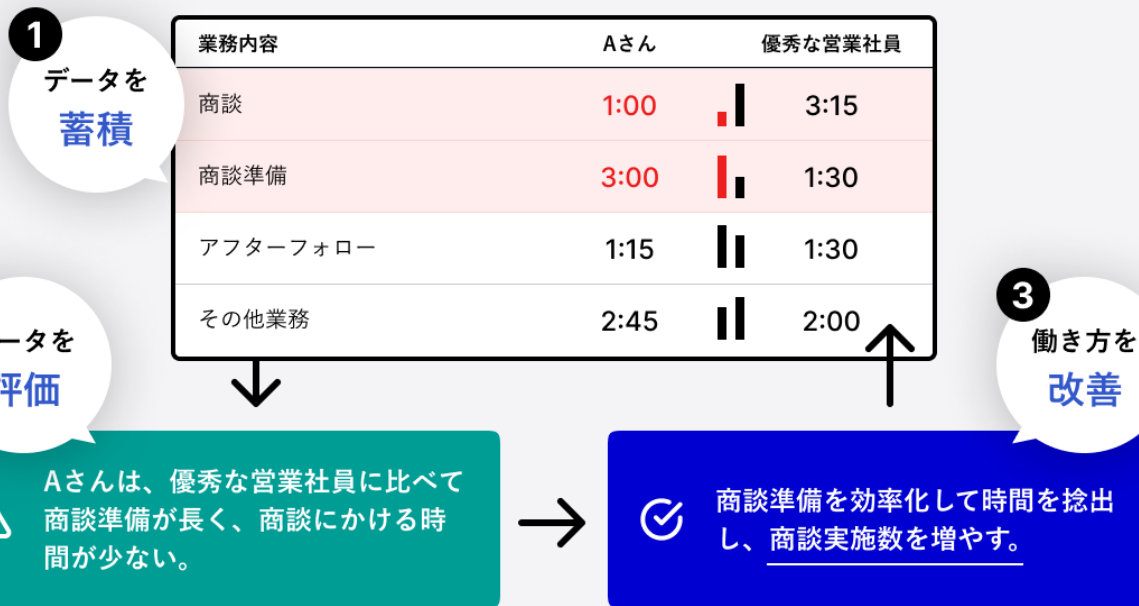 1
データを
蓄積
業務内容 Aさん 優秀な営業社員
商談 1:00 3:15
商談準備 3:00 1:30
アフターフォロー 1:15 1:30
その他業務 2:45 2:00
ータを
評価
3
働き方を
改善
Aさんは、優秀な営業社員に比べて
商談準備が長く、商談にかける時
間が少ない。
商談準備を効率化して時間を捻出
し、商談実施数を増やす。